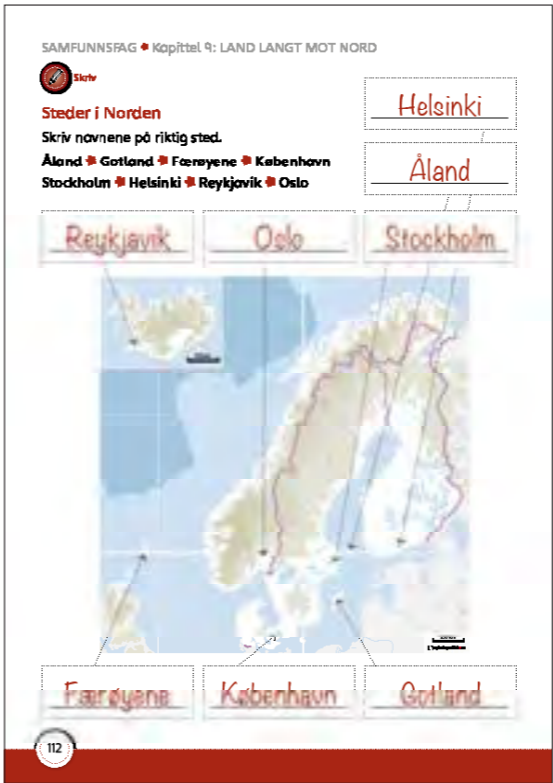 SAMFUNNSFAG Kapittel 9: LAND LANGT MOT NORD
Skriv
Steder i Norden
Skriv navnene på riktig sted.
Åland Gotland Færøyene København
Stockholm Helsinki Reykjavik Oslo
Helsinki
Åland
Reykjavik Oslo Stockholm
Færøyene København Gotland
112